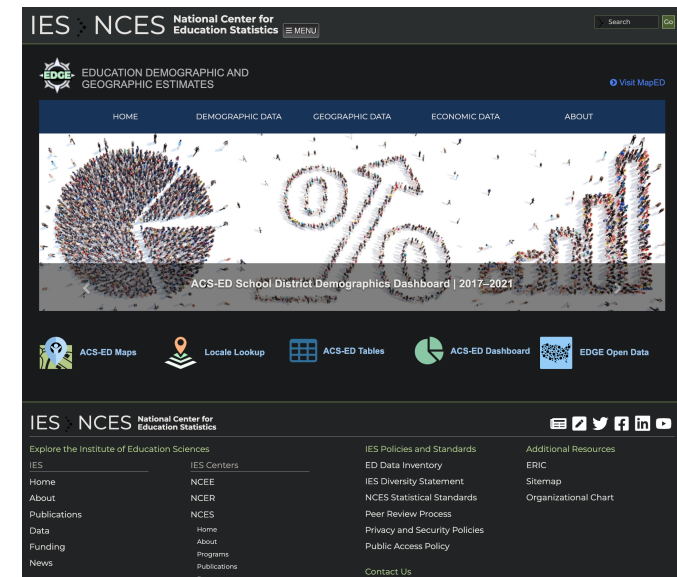 IES NCES National Center for Education Statistics ☰ MENU
Search Go
EDGE EDUCATION DEMOGRAPHIC AND
GEOGRAPHIC ESTIMATES
Visit MapED
HOME DEMOGRAPHIC DATA GEOGRAPHIC DATA ECONOMIC DATA ABOUT
ACS-ED School District Demographics Dashboard | 2017–2021
ACS-ED Maps Locale Lookup ACS-ED Tables ACS-ED Dashboard EDGE Open Data
IES NCES National Center for Education Statistics
Explore the Institute of Education Sciences
IES
Home
About
Publications
Data
Funding
News
IES Centers
NCEE
NCER
NCES
Home
About
Programs
Publications
IES Policies and Standards
ED Data Inventory
IES Diversity Statement
NCES Statistical Standards
Peer Review Process
Privacy and Security Policies
Public Access Policy
Contact Us
Additional Resources
ERIC
Sitemap
Organizational Chart